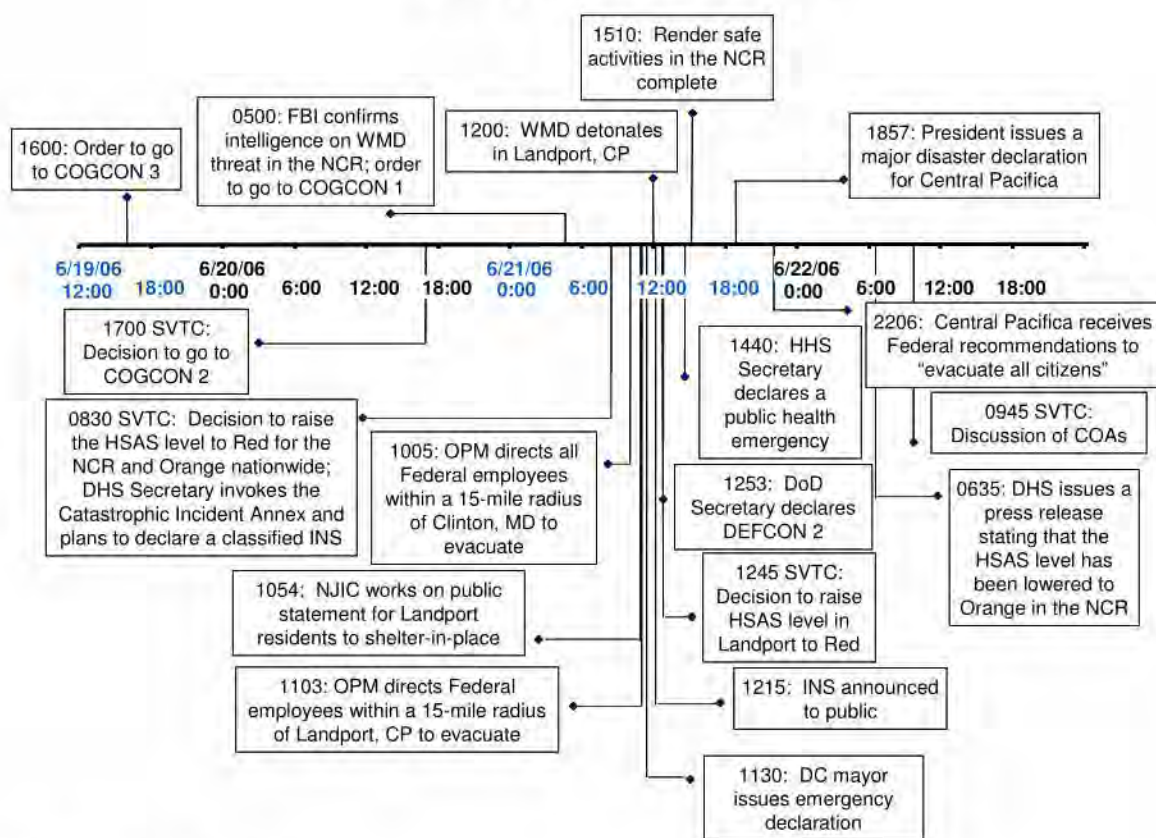 1510: Render safe
activities in the NCR
complete
0500: FBI confirms
intelligence on WMD
threat in the NCR; order
to go to COGCON 1
1200: WMD detonates
in Landport, CP
1857: President issues a
major disaster declaration
for Central Pacifica
1600: Order to go
to COGCON 3
6/19/06 6/20/06 6/21/06 6/22/06
12:00 18:00 0:00 6:00 12:00 18:00 0:00 6:00 12:00 18:00 0:00 6:00 12:00 18:00
1700 SVTC:
Decision to go to
COGCON 2
2206: Central Pacifica receives
Federal recommendations to
“evacuate all citizens”
1440: HHS
Secretary
declares a
public health
emergency
0830 SVTC: Decision to raise
the HSAS level to Red for the
NCR and Orange nationwide;
DHS Secretary invokes the
Catastrophic Incident Annex and
plans to declare a classified INS
0945 SVTC:
Discussion of COAs
1005: OPM directs all
Federal employees
within a 15-mile radius
of Clinton, MD to
evacuate
1253: DoD
Secretary declares
DEFCON 2
0635: DHS issues a
press release
stating that the
HSAS level has
been lowered to
Orange in the NCR
1054: NJIC works on public
statement for Landport
residents to shelter-in-place
1245 SVTC:
Decision to raise
HSAS level in
Landport to Red
1103: OPM directs Federal
employees within a 15-mile radius
of Landport, CP to evacuate
1215: INS announced
to public
1130: DC mayor
issues emergency
declaration